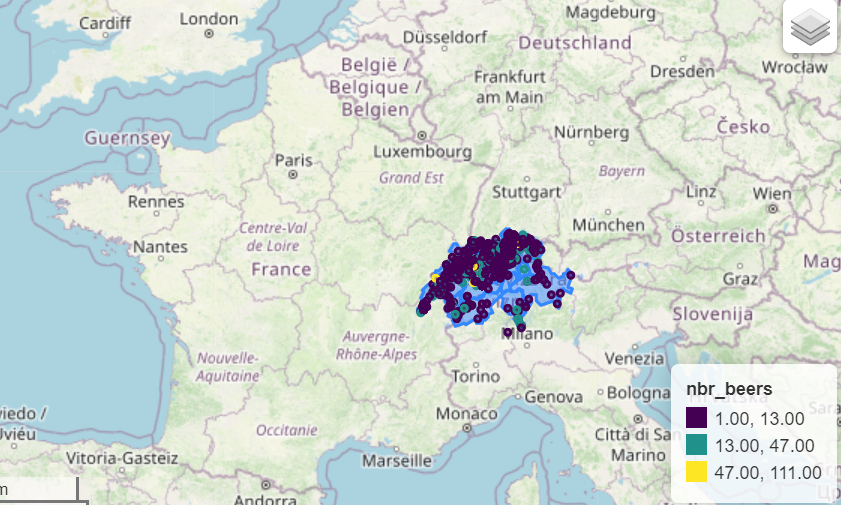 Cardiff
London
Magdeburg
Düsseldorf
Deutschland
België /
Belgique /
Belgien
Frankfurt
am Main
Dresden
Wrocław
Guernsey
Luxembourg
Nürnberg
Česko
Paris
Grand Est
Bayern
Rennes
Stuttgart
Linz
Wien
Nantes
Centre-Val
de Loire
München
Österreich
France
Mag
Graz
Slovenija
Auvergne-
Rhône-Alpes
Milano
Nouvelle-
Aquitaine
Venezia
Torino
Genova
Bologna
Monaco
Occitanie
Città di San
Marino
viedo /
Uviéu
Vitoria-Gasteiz
Marseille
Andorra
m
nbr_beers
1.00, 13.00
13.00, 47.00
47.00, 111.00